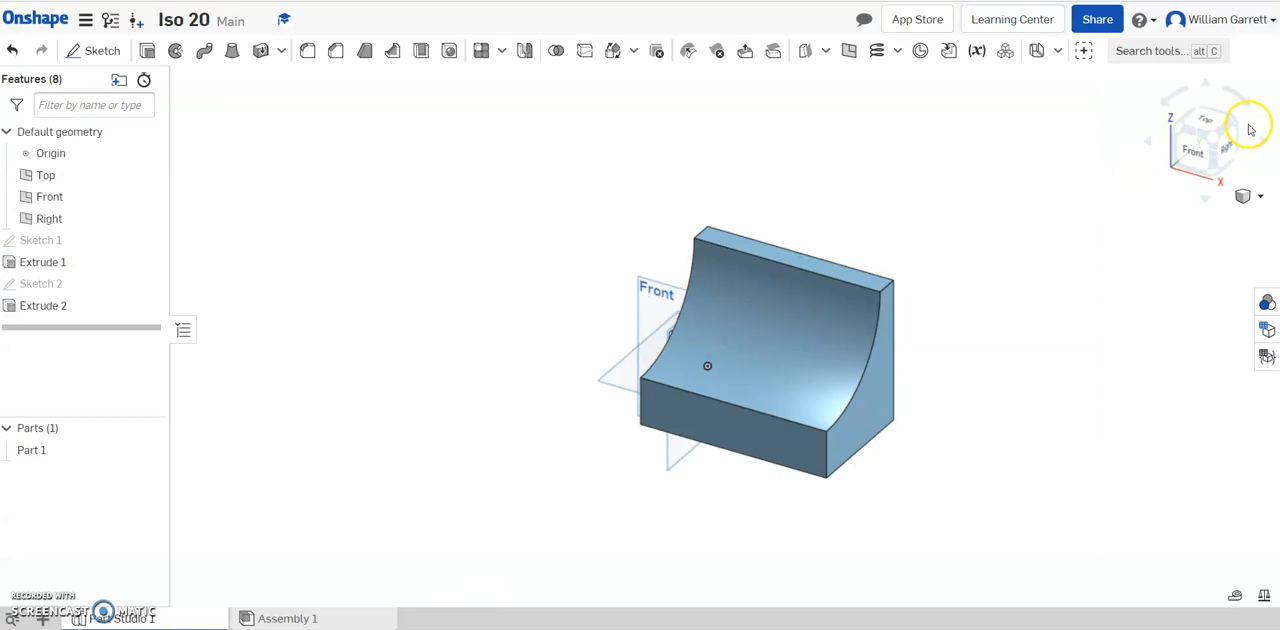 Onshape Iso 20 Main App Store Learning Center Share William Garrett
Sketch (x) Search tools... alt C
Features (8)
Filter by name or type
Default geometry
Origin
Top
Front
Right
Sketch 1
Extrude 1
Sketch 2
Extrude 2
Parts (1)
Part 1
Front
Top
Z
Front Right
X
RECORDED WITH
SCREENCAST MATIC
Part Studio 1 Assembly 1